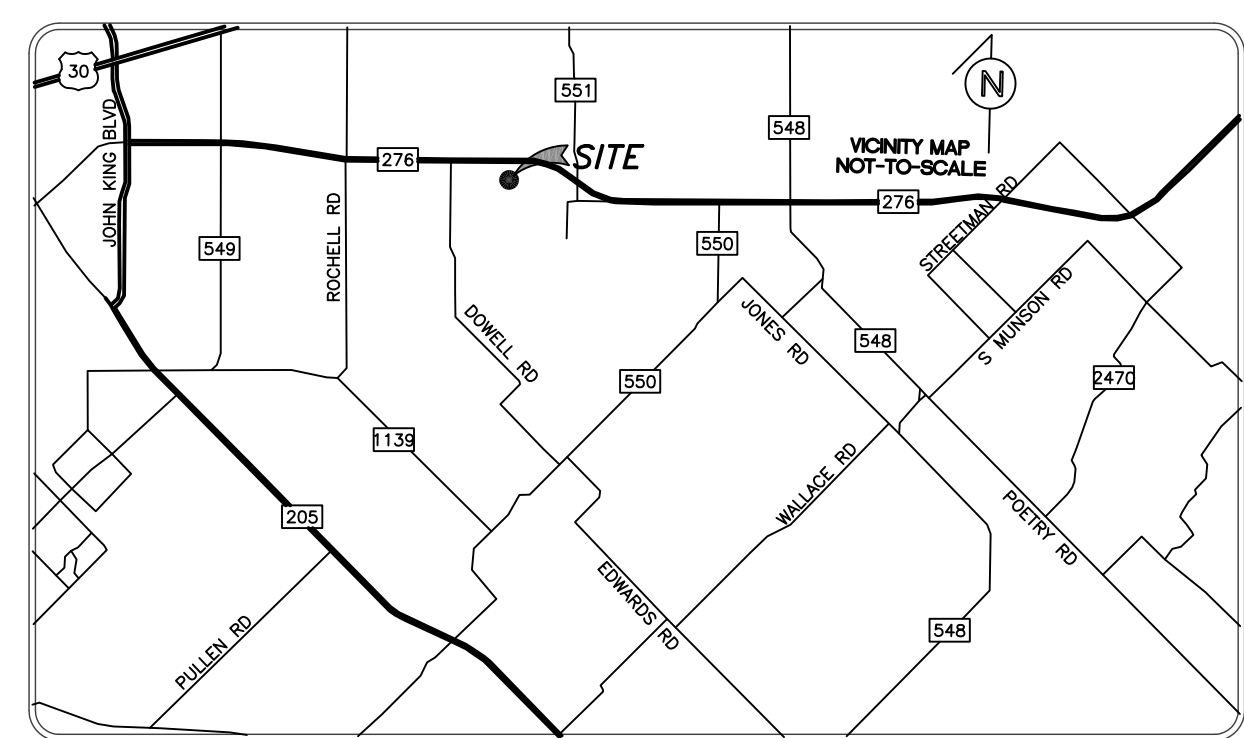 30
JOHN KING BLVD
276
549
ROCHELL RD
551
SITE
548
N
VICINITY MAP
NOT-TO-SCALE
276
STREETMAN RD
550
DOWELL RD
JONES RD
S MUNSON RD
548
550
2470
1139
WALLACE RD
205
POETRY RD
EDWARDS RD
PULLEN RD
548